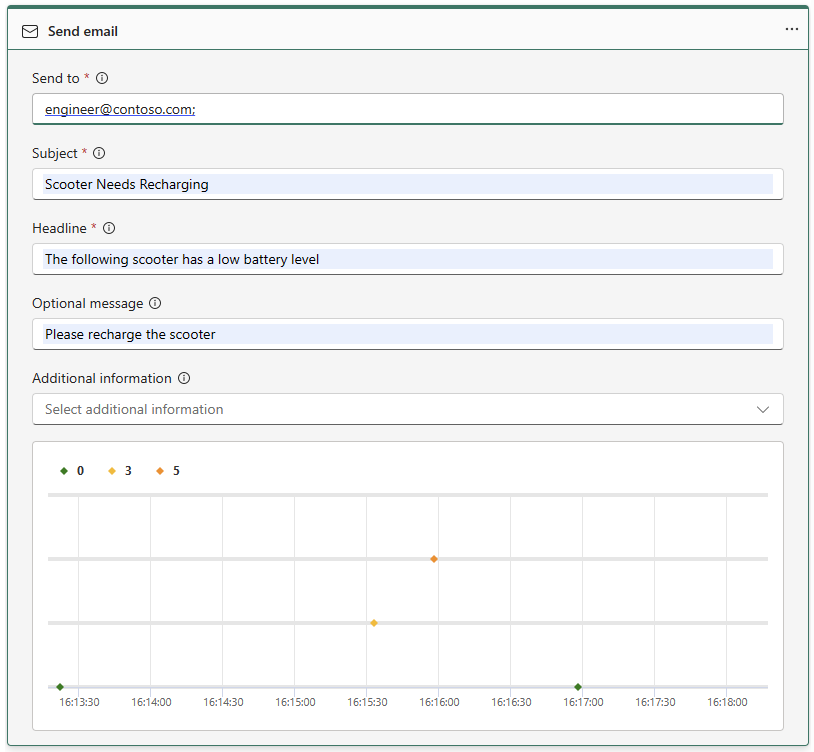 Send email
...
Send to * 
engineer@contoso.com;
Subject * 
Scooter Needs Recharging
Headline * 
The following scooter has a low battery level
Optional message
Please recharge the scooter
Additional information
Select additional information
0 3 5
16:13:30 16:14:00 16:14:30 16:15:00 16:15:30 16:16:00 16:16:30 16:17:00 16:17:30 16:18:00